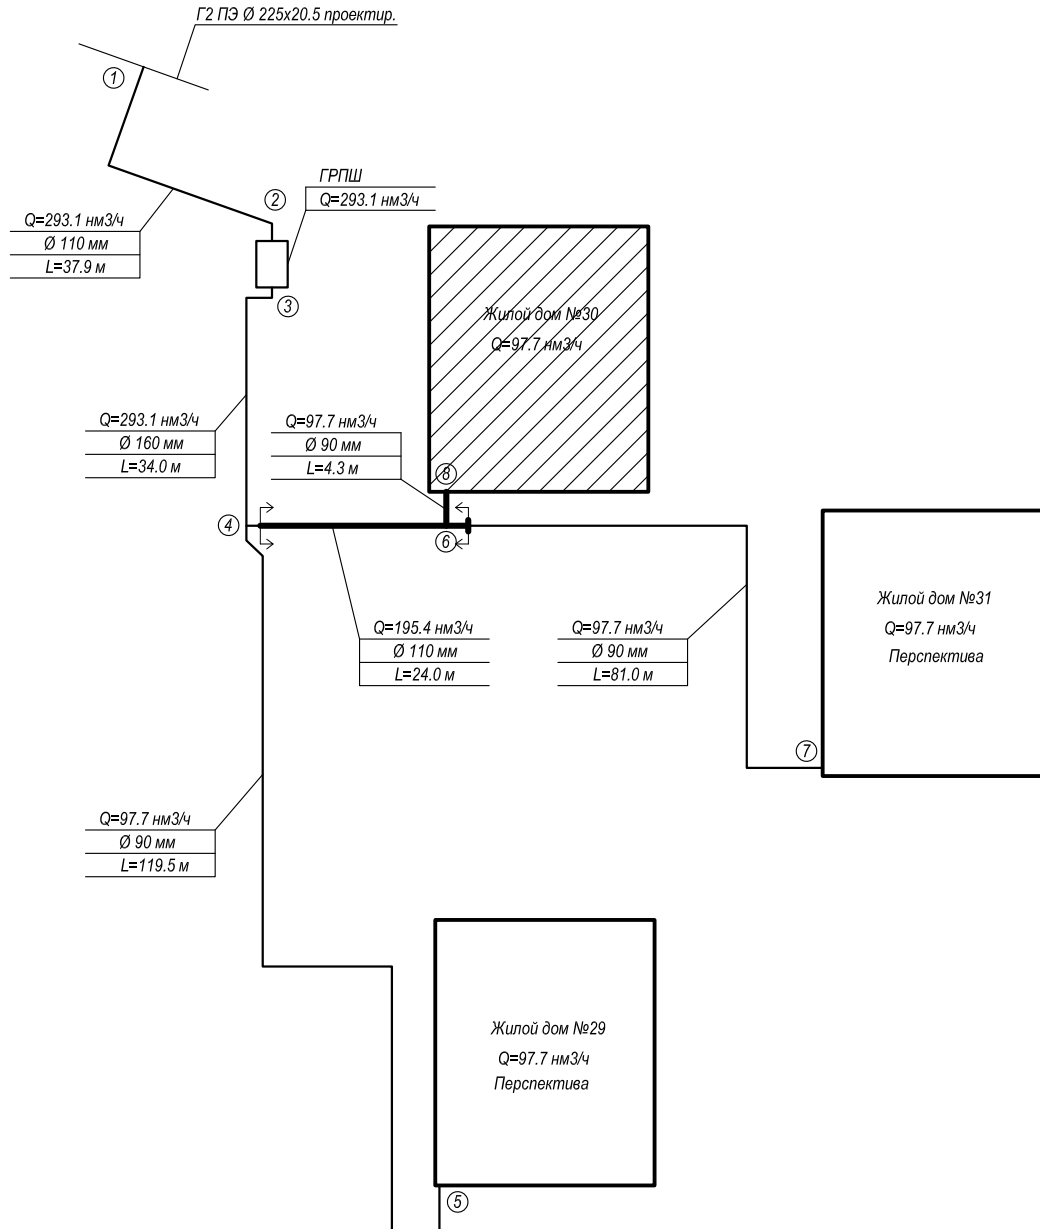 Г2 ПЭ Ø 225x20.5 проектир.
1
ГРПШ
Q=293.1 нм3/ч
2
Q=293.1 нм3/ч
Ø 110 мм
L=37.9 м
3
Жилой дом №30
Q=97.7 нм3/ч
Q=293.1 нм3/ч
Ø 160 мм
L=34.0 м
Q=97.7 нм3/ч
Ø 90 мм
L=4.3 м
8
4
6
Жилой дом №31
Q=97.7 нм3/ч
Перспектива
Q=195.4 нм3/ч
Ø 110 мм
L=24.0 м
Q=97.7 нм3/ч
Ø 90 мм
L=81.0 м
7
Q=97.7 нм3/ч
Ø 90 мм
L=119.5 м
Жилой дом №29
Q=97.7 нм3/ч
Перспектива
5